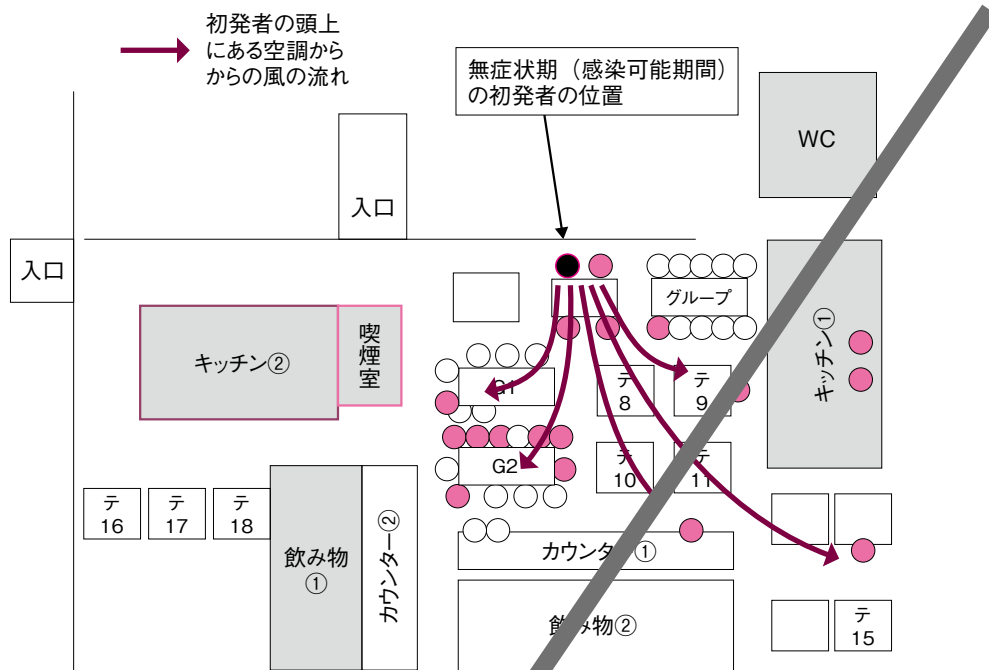 初発者の頭上
にある空調から
からの風の流れ
無症状期（感染可能期間）
の初発者の位置
WC
入口
入口
グループ
キッチン①
キッチン②
喫煙室
G1
テ
8
テ
9
G2
テ
10
テ
11
テ
16
テ
17
テ
18
飲み物
①
カウンター②
カウンター①
飲み物②
テ
15